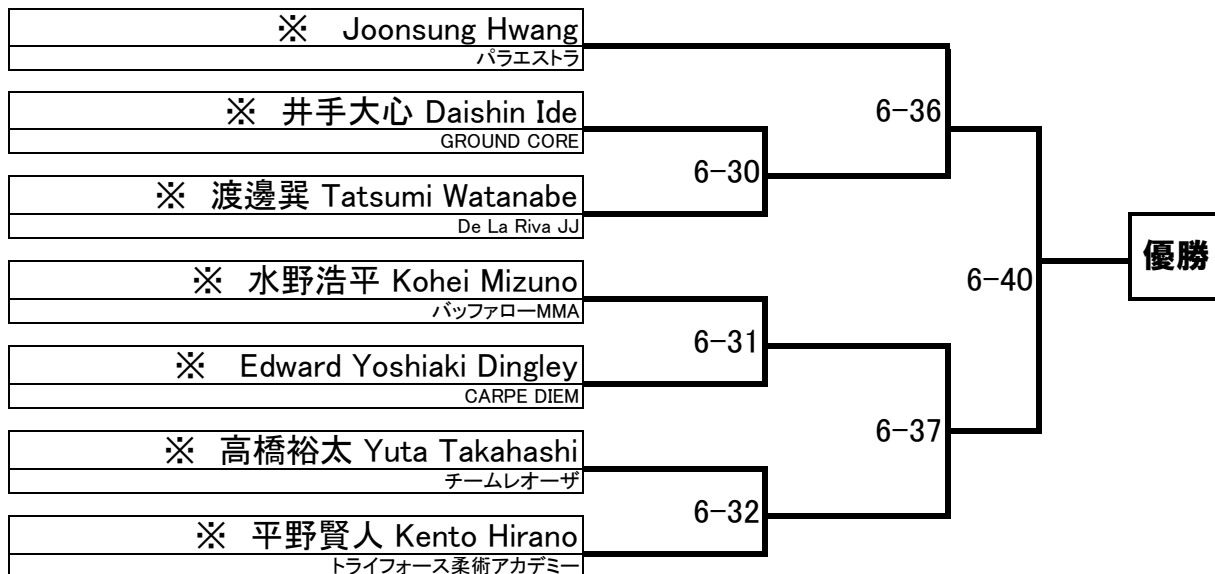 ※ Joonsung Hwang
パラエストラ
※ 井手大心 Daishin Ide
GROUND CORE
※ 渡邊巽 Tatsumi Watanabe
De La Riva JJ
※ 水野浩平 Kohei Mizuno
バッファローMMA
※ Edward Yoshiaki Dingley
CARPE DIEM
※ 高橋裕太 Yuta Takahashi
チームレオーザ
※ 平野賢人 Kento Hirano
トライフォース柔術アカデミー
6-30
6-31
6-32
6-36
6-37
6-40
優勝